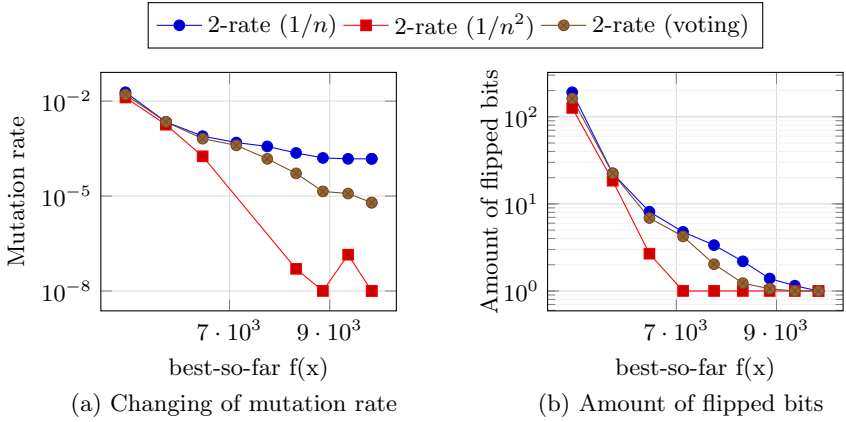 2-rate (1/n) 2-rate (1/n²) 2-rate (voting)
Mutation rate
10⁻²
10⁻⁵
10⁻⁸
7 · 10³ 9 · 10³
best-so-far f(x)
(a) Changing of mutation rate
Amount of flipped bits
10²
10¹
10⁰
7 · 10³ 9 · 10³
best-so-far f(x)
(b) Amount of flipped bits